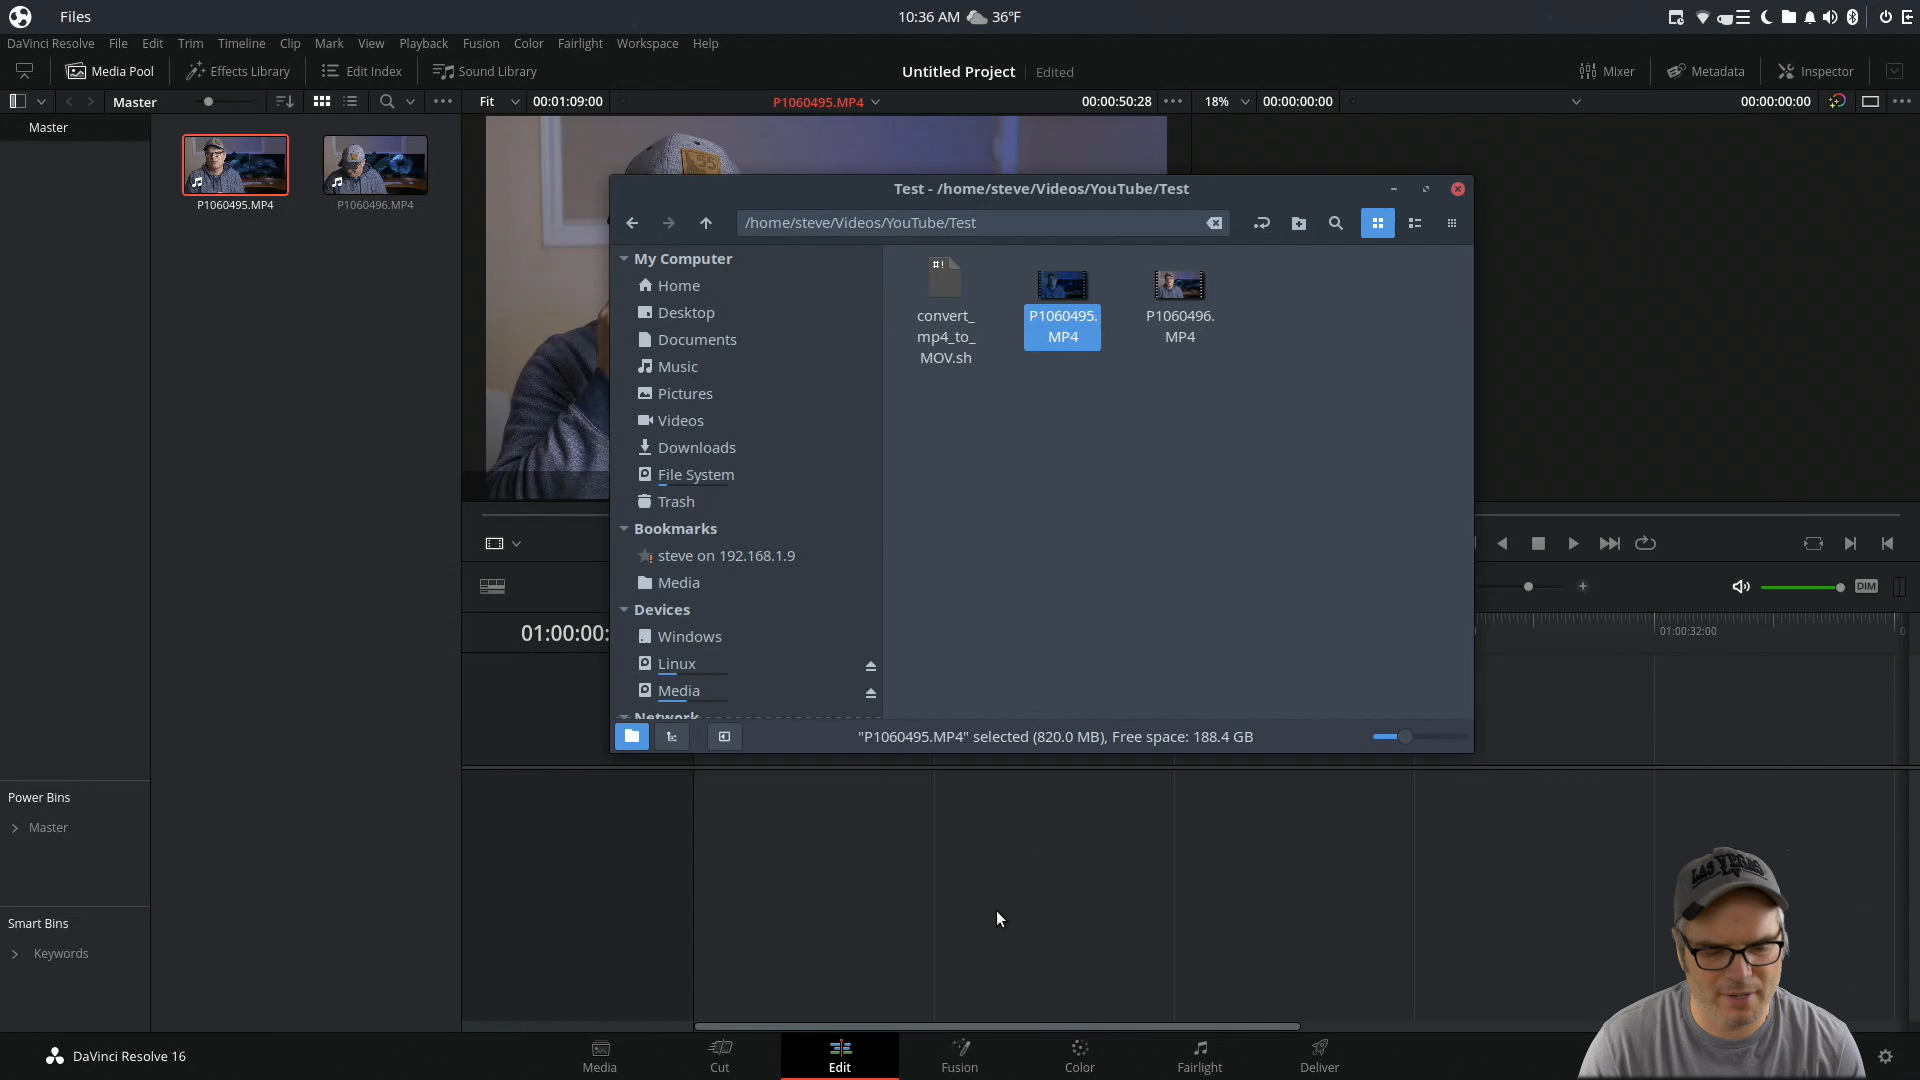 Files
10:36 AM 36°F
DaVinci Resolve File Edit Trim Timeline Clip Mark View Playback Fusion Color Fairlight Workspace Help
Media Pool Effects Library Edit Index Sound Library Untitled Project Edited Mixer Metadata Inspector
Master Fit 00:01:09:00 P1060495.MP4 00:00:50:28 18% 00:00:00:00 00:00:00:00
Master
P1060495.MP4 P1060496.MP4
Test - /home/steve/Videos/YouTube/Test
/home/steve/Videos/YouTube/Test
My Computer
Home
Desktop
Documents
Music
Pictures
Videos
Downloads
File System
Trash
Bookmarks
steve on 192.168.1.9
Media
Devices
Windows
Linux
Media
Network
#!
convert_
mp4_to_
MOV.sh
P1060495.
MP4
P1060496.
MP4
"P1060495.MP4" selected (820.0 MB), Free space: 188.4 GB
DIM
01:00:00:
01:00:32:00
Power Bins
Master
Smart Bins
Keywords
LAS VEGAS
DaVinci Resolve 16
Media Cut Edit Fusion Color Fairlight Deliver